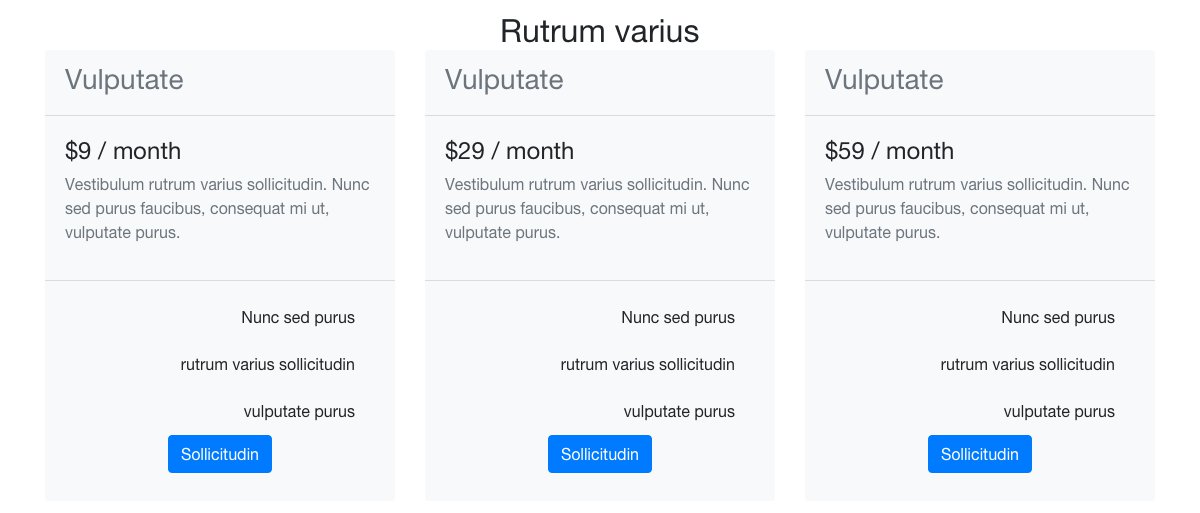 Rutrum varius
Vulputate
$9 / month
Vestibulum rutrum varius sollicitudin. Nunc
sed purus faucibus, consequat mi ut,
vulputate purus.
Nunc sed purus
rutrum varius sollicitudin
vulputate purus
Sollicitudin
Vulputate
$29 / month
Vestibulum rutrum varius sollicitudin. Nunc
sed purus faucibus, consequat mi ut,
vulputate purus.
Nunc sed purus
rutrum varius sollicitudin
vulputate purus
Sollicitudin
Vulputate
$59 / month
Vestibulum rutrum varius sollicitudin. Nunc
sed purus faucibus, consequat mi ut,
vulputate purus.
Nunc sed purus
rutrum varius sollicitudin
vulputate purus
Sollicitudin